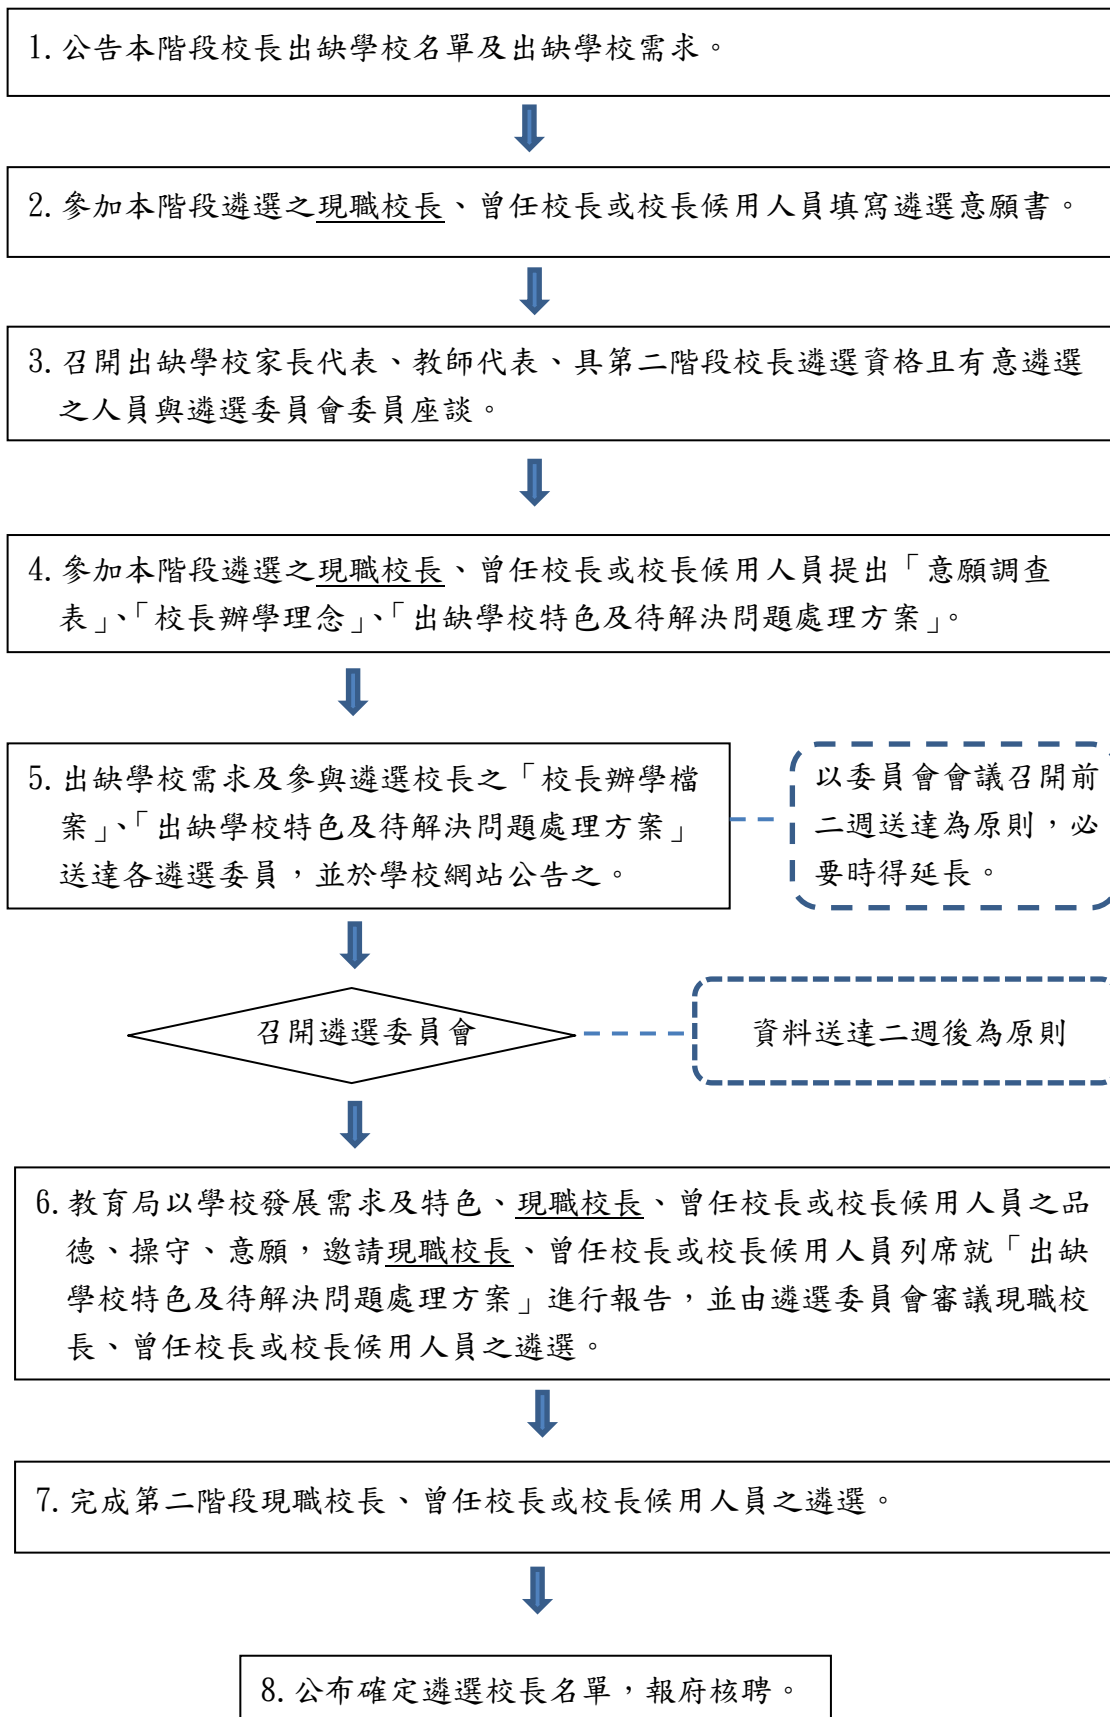 1.公告本階段校長出缺學校名單及出缺學校需求。
2.參加本階段遴選之現職校長、曾任校長或校長候用人員填寫遴選意願書。
3.召開出缺學校家長代表、教師代表、具第二階段校長遴選資格且有意遴選
之人員與遴選委員會委員座談。
4.參加本階段遴選之現職校長、曾任校長或校長候用人員提出「意願調查
表」、「校長辦學理念」、「出缺學校特色及待解決問題處理方案」。
5.出缺學校需求及參與遴選校長之「校長辦學檔
案」、「出缺學校特色及待解決問題處理方案」
送達各遴選委員，並於學校網站公告之。
以委員會會議召開前
二週送達為原則，必
要時得延長。
召開遴選委員會
資料送達二週後為原則
6.教育局以學校發展需求及特色、現職校長、曾任校長或校長候用人員之品
德、操守、意願，邀請現職校長、曾任校長或校長候用人員列席就「出缺
學校特色及待解決問題處理方案」進行報告，並由遴選委員會審議現職校
長、曾任校長或校長候用人員之遴選。
7.完成第二階段現職校長、曾任校長或校長候用人員之遴選。
8.公布確定遴選校長名單，報府核聘。